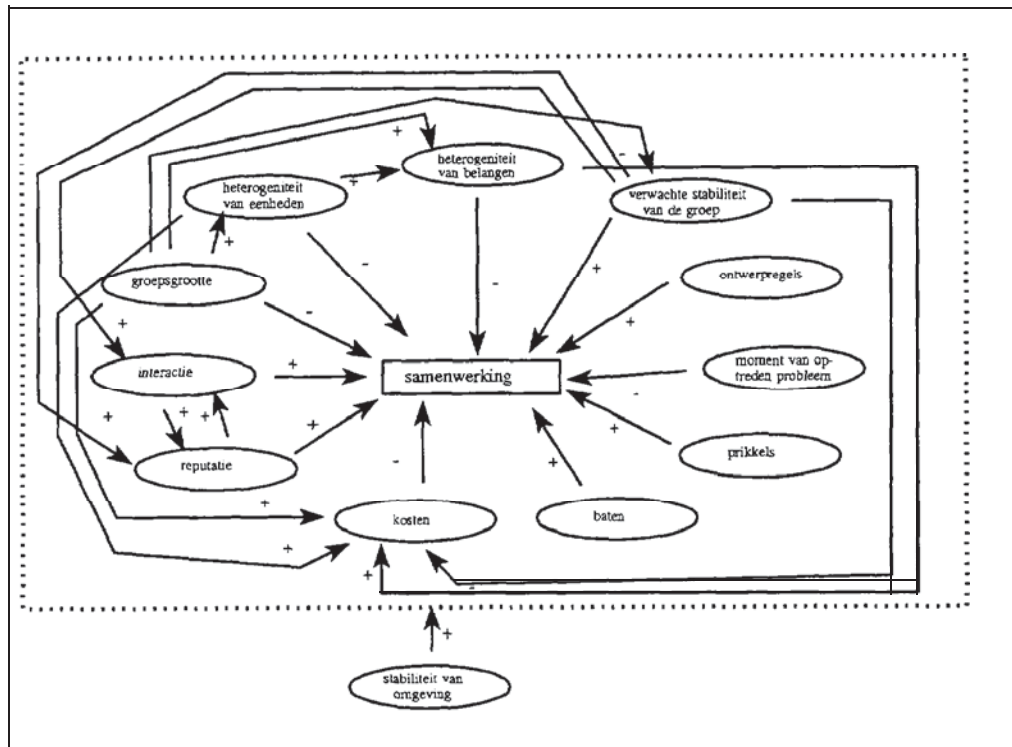 heterogeniteit
van belangen
heterogeniteit
van eenheden
verwachte stabiliteit
van de groep
groepsgrootte
ontwerpregels
interactie
samenwerking
moment van op-
treden probleem
reputatie
prikkels
kosten
baten
stabiliteit van
omgeving
+
-
+
+
-
+
-
-
+
+
+
-
+
+
+
+
+
+
-
+
+
+
+
-
+